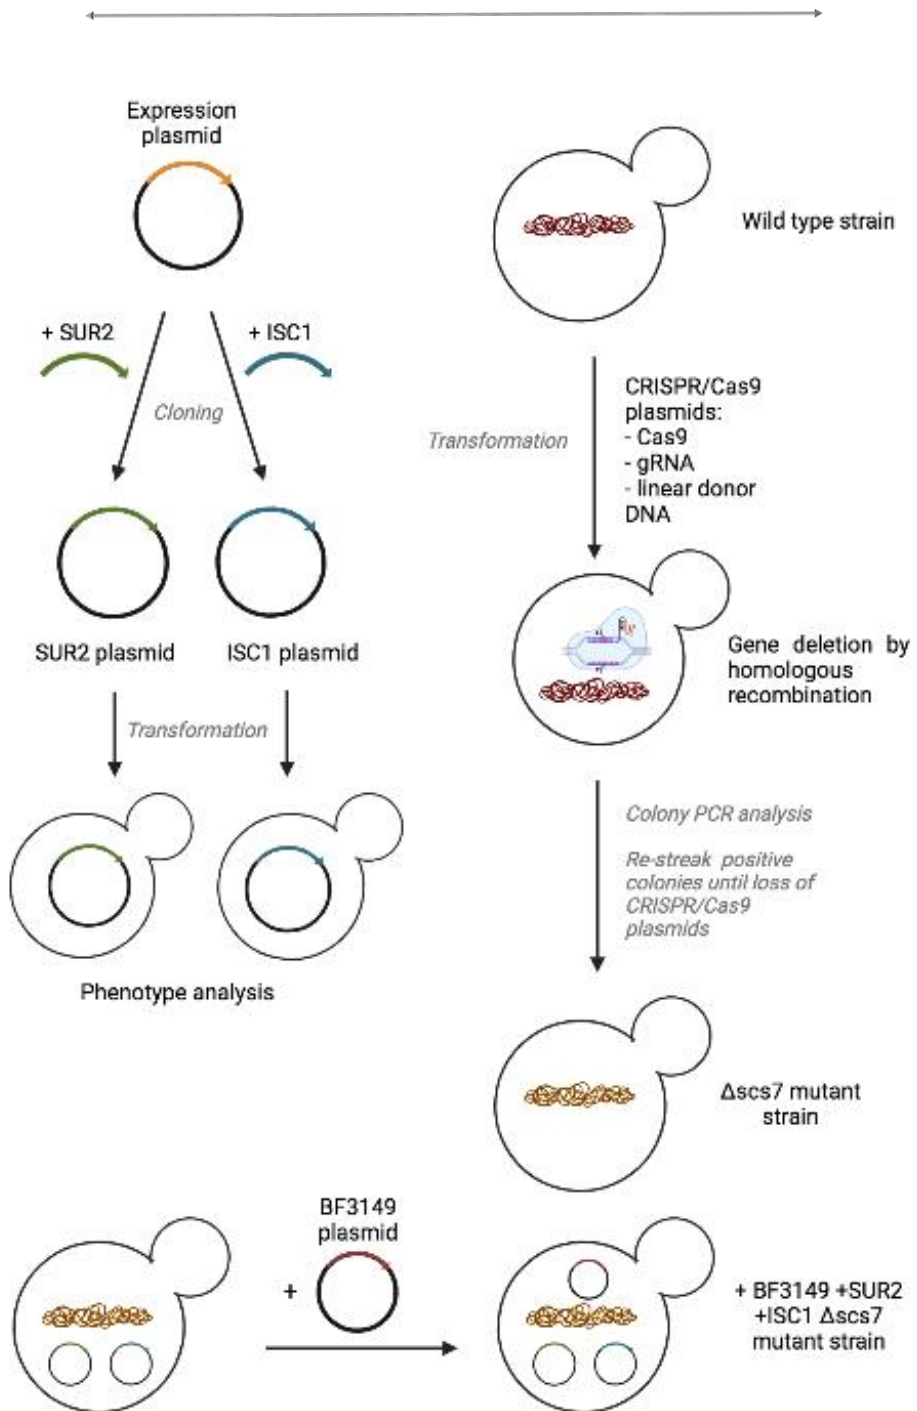 Expression
plasmid
+ SUR2
+ ISC1
Cloning
SUR2 plasmid
ISC1 plasmid
Transformation
Phenotype analysis
Wild type strain
Transformation
CRISPR/Cas9
plasmids:
- Cas9
- gRNA
- linear donor
DNA
Gene deletion by
homologous
recombination
Colony PCR analysis
Re-streak positive
colonies until loss of
CRISPR/Cas9
plasmids
Δscs7 mutant
strain
BF3149
plasmid
+
+ BF3149 +SUR2
+ISC1 Δscs7
mutant strain